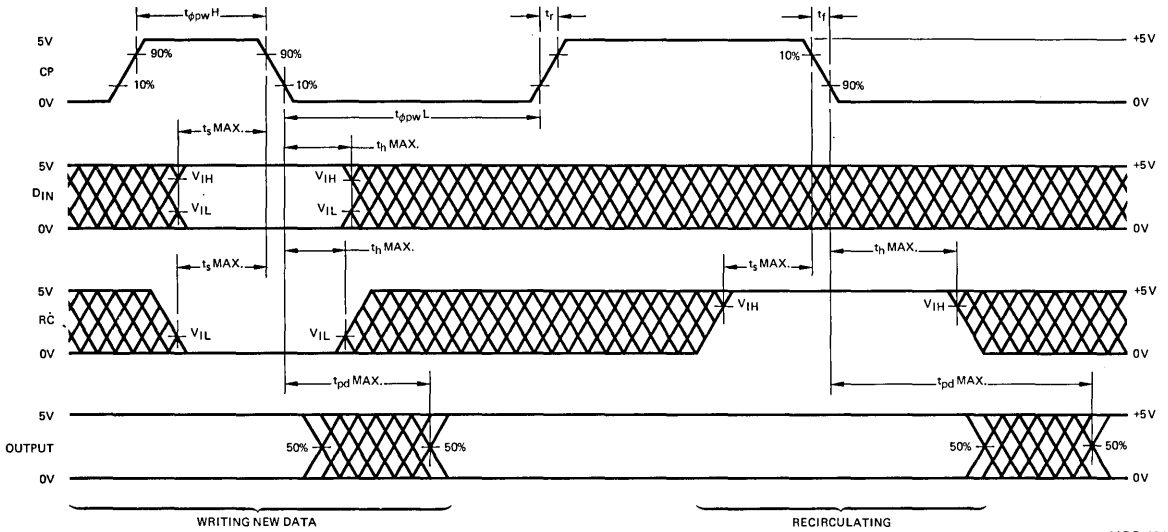 tφpwH
tr
tf
5V
CP
0V
90%
10%
90%
10%
10%
90%
+5V
0V
tφpwL
ts MAX.
th MAX.
5V
DIN
0V
VIH
VIL
VIH
VIL
+5V
0V
ts MAX.
th MAX.
ts MAX.
th MAX.
5V
RC
0V
VIL
VIL
VIH
VIH
+5V
0V
tpd MAX.
tpd MAX.
5V
OUTPUT
0V
50%
50%
50%
50%
+5V
0V
WRITING NEW DATA
RECIRCULATING